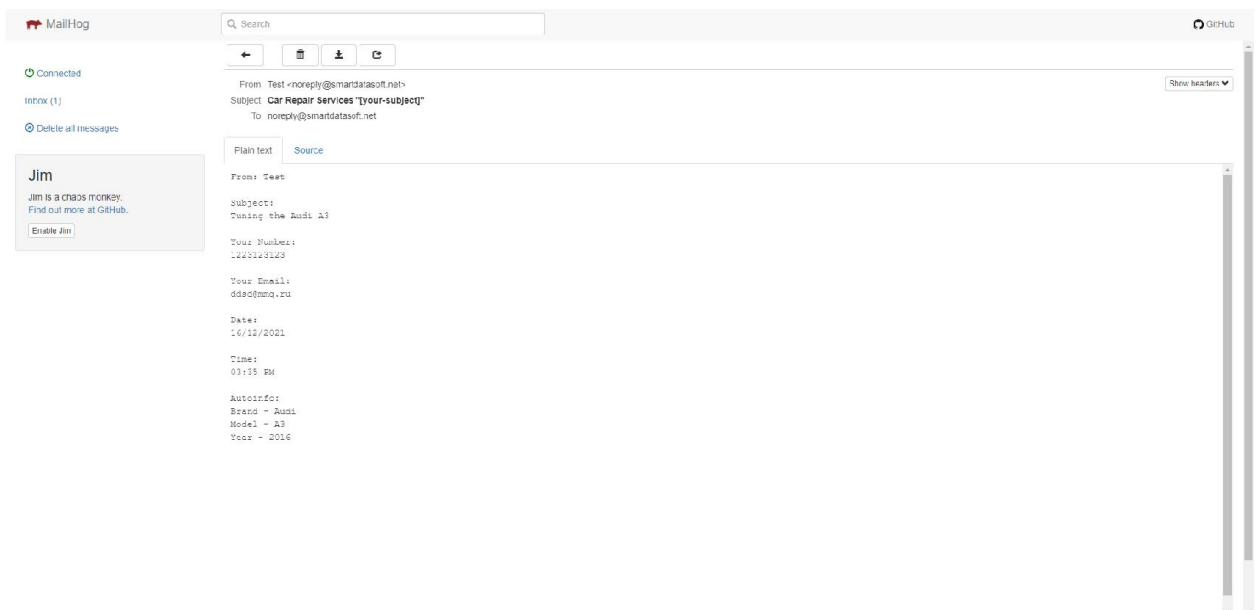 MailHog
Search
GitHub
Connected
Inbox (1)
Delete all messages
Jim
Jim is a chaos monkey.
Find out more at GitHub.
Enable Jim
From Test <noreply@smartdatasoft.net>
Show headers
Subject Car Repair Services "[your-subject]"
To noreply@smartdatasoft.net
Plain text Source
From: Test
Subject:
Tuning the Audi A3
Your Number:
1223123123
Your Email:
ddsd@mmq.ru
Date:
16/12/2021
Time:
03:35 PM
Autoinfo:
Brand - Audi
Model - A3
Year - 2016